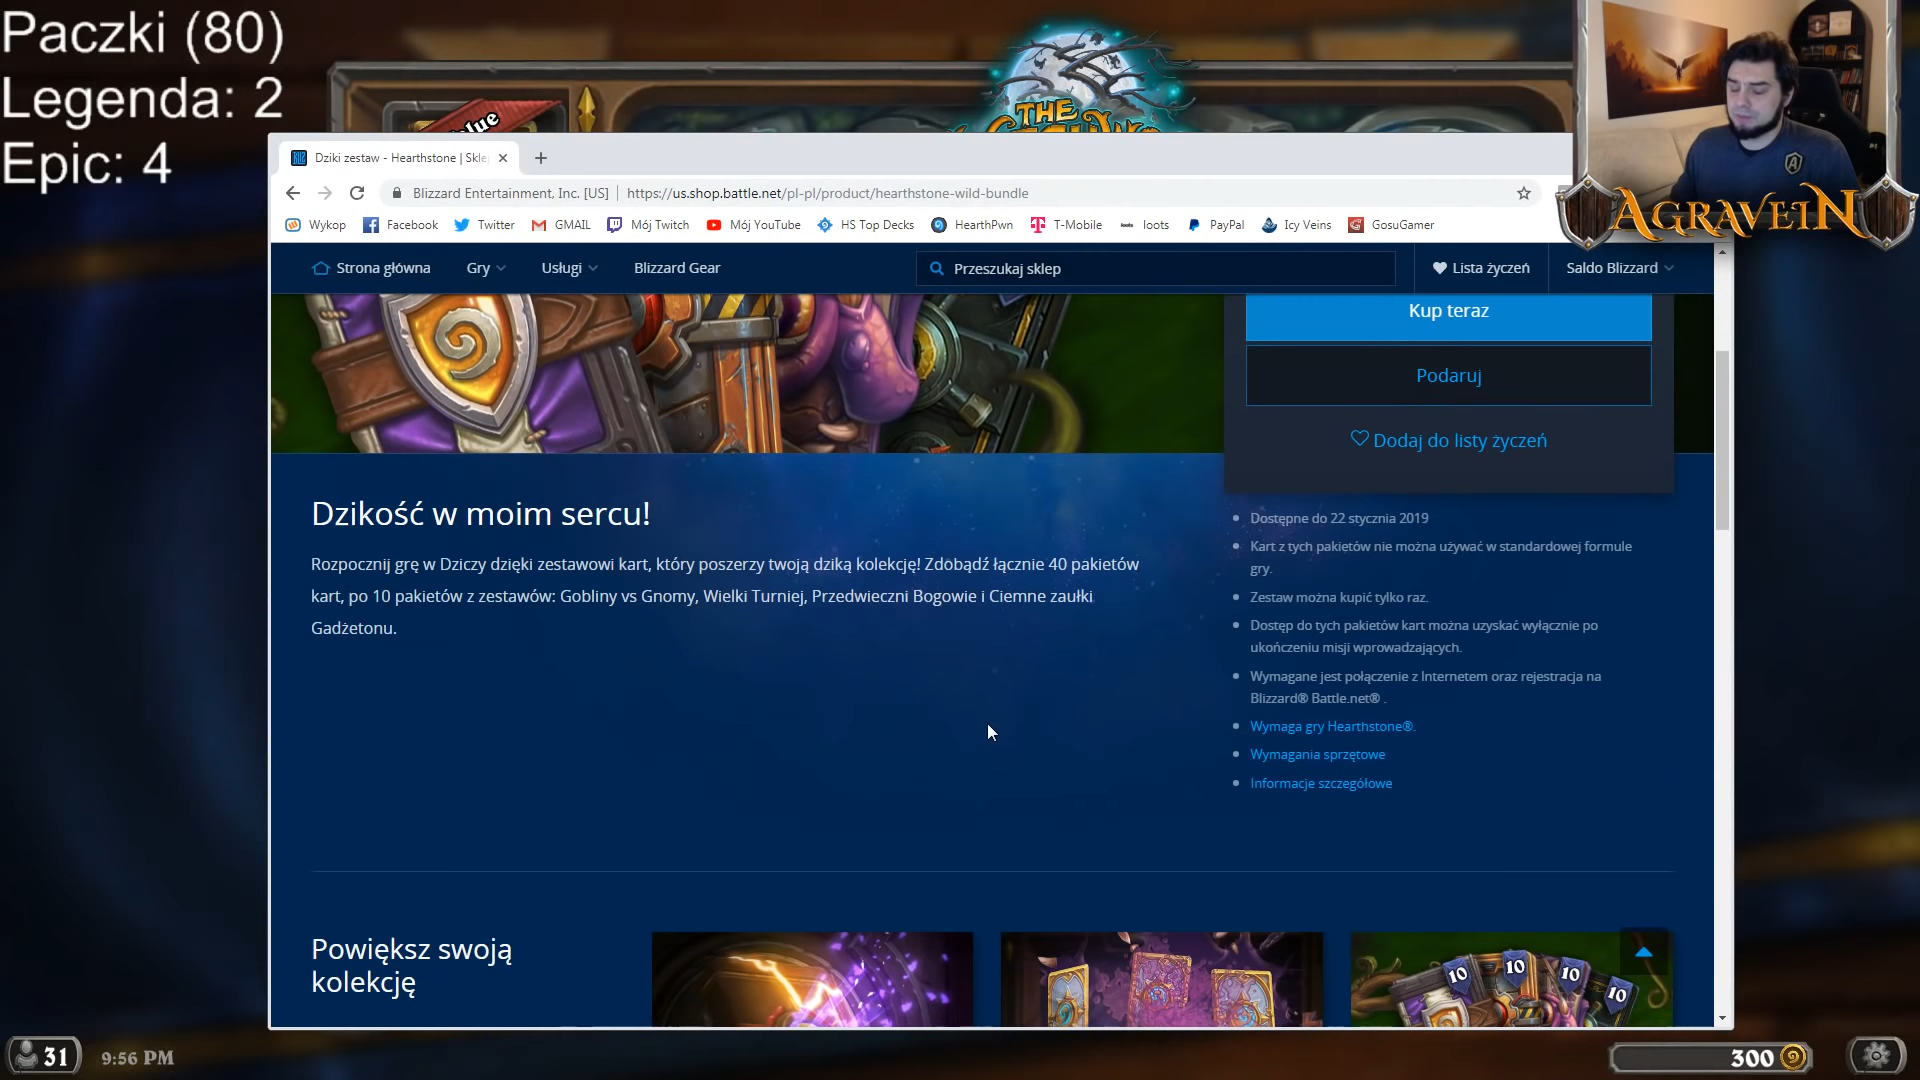 Paczki (80)
Legenda: 2
Epic: 4
THE
AGRAVEIN
Dziki zestaw - Hearthstone | Skle
Blizzard Entertainment, Inc. [US] | https://us.shop.battle.net/pl-pl/product/hearthstone-wild-bundle
Wykop Facebook Twitter GMAIL Mój Twitch Mój YouTube HS Top Decks HearthPwn T-Mobile loots PayPal Icy Veins GosuGamer
Strona główna Gry Usługi Blizzard Gear Przeszukaj sklep Lista życzeń Saldo Blizzard
Kup teraz
Podaruj
Dodaj do listy życzeń
Dzikość w moim sercu!
Rozpocznij grę w Dziczy dzięki zestawowi kart, który poszerzy twoją dziką kolekcję! Zdobądź łącznie 40 pakietów
kart, po 10 pakietów z zestawów: Gobliny vs Gnomy, Wielki Turniej, Przedwieczni Bogowie i Ciemne zaułki
Gadżetonu.
Dostępne do 22 stycznia 2019
Kart z tych pakietów nie można używać w standardowej formule
gry.
Zestaw można kupić tylko raz.
Dostęp do tych pakietów kart można uzyskać wyłącznie po
ukończeniu misji wprowadzających.
Wymagane jest połączenie z Internetem oraz rejestracja na
Blizzard® Battle.net® .
Wymaga gry Hearthstone®.
Wymagania sprzętowe
Informacje szczegółowe
Powiększ swoją
kolekcję
10 10 10 10
31 9:56 PM
300